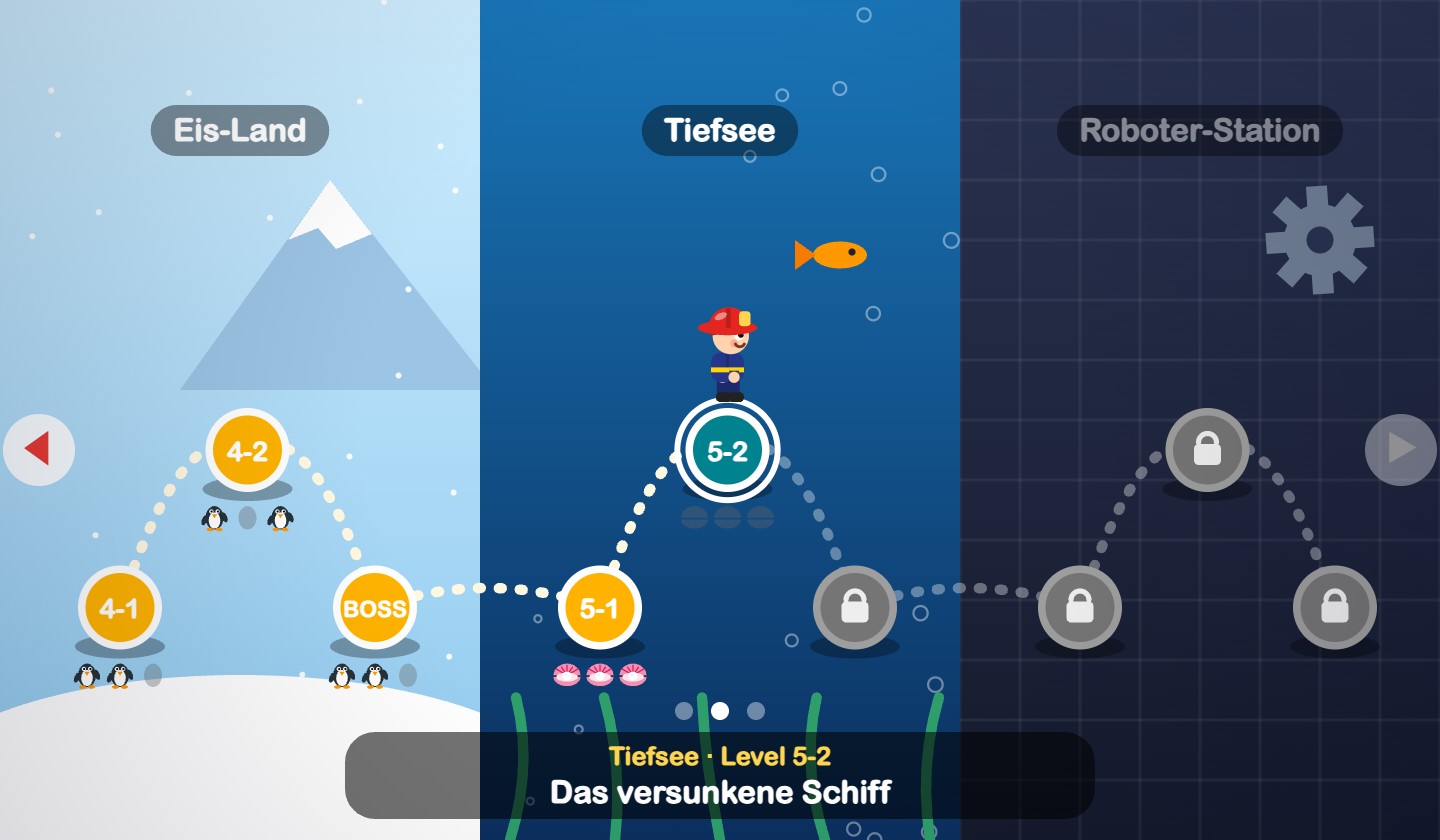 Eis-Land
Tiefsee
Roboter-Station
4-2
5-2
4-1
BOSS
5-1
Tiefsee · Level 5-2
Das versunkene Schiff